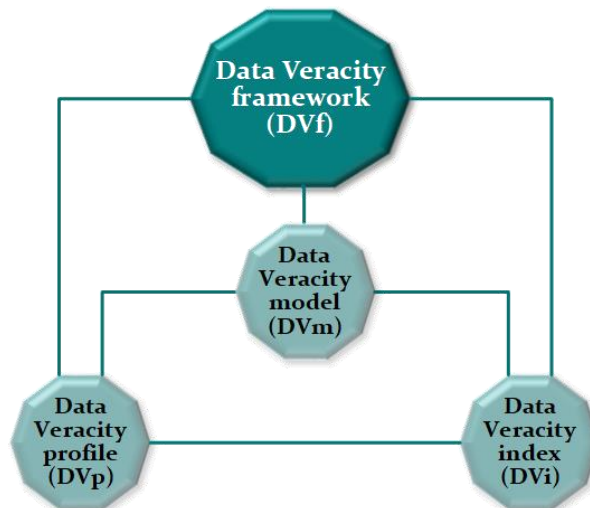 Data Veracity
framework
(DVf)
Data
Veracity
model
(DVm)
Data
Veracity
profile
(DVp)
Data
Veracity
index
(DVi)